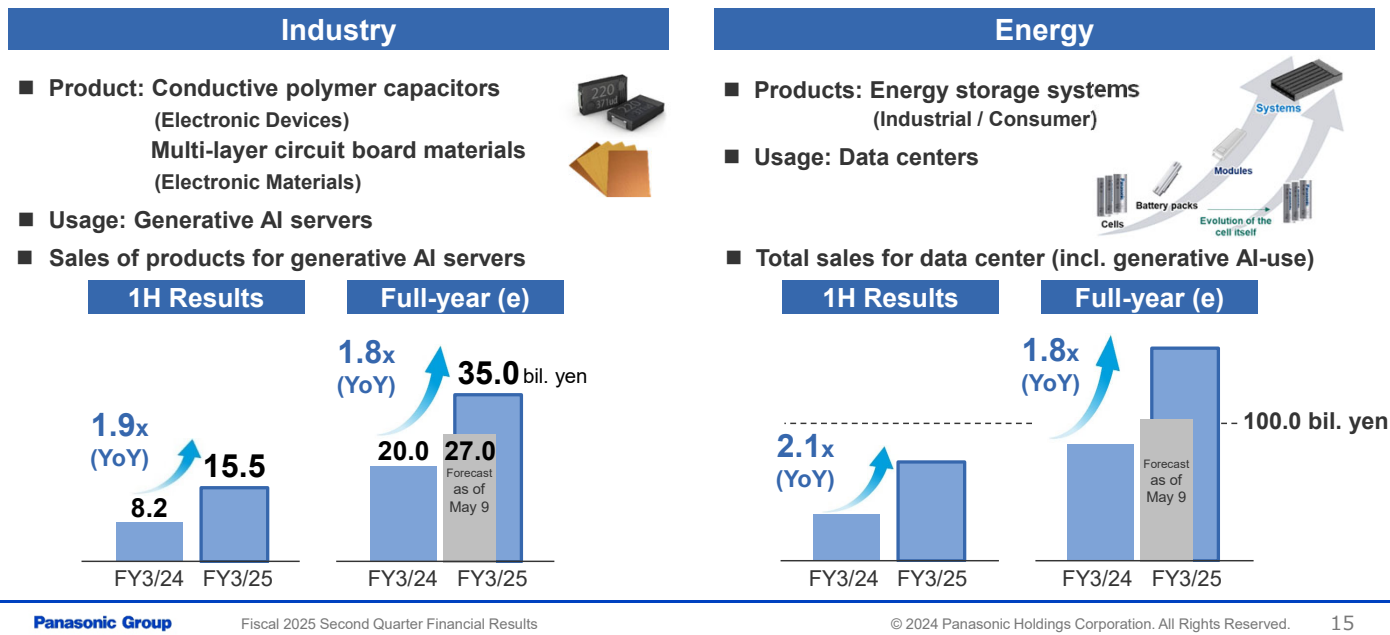 Industry
■ Product: Conductive polymer capacitors
(Electronic Devices)
Multi-layer circuit board materials
(Electronic Materials)
■ Usage: Generative AI servers
■ Sales of products for generative AI servers
1H Results
Full-year (e)
1.9x
(YoY)
8.2
15.5
FY3/24
FY3/25
1.8x
(YoY)
35.0 bil. yen
20.0
27.0
Forecast
as of
May 9
FY3/24
FY3/25
Energy
■ Products: Energy storage systems
(Industrial / Consumer)
■ Usage: Data centers
Systems
Modules
Battery packs
Cells
Evolution of the
cell itself
■ Total sales for data center (incl. generative AI-use)
1H Results
Full-year (e)
2.1x
(YoY)
FY3/24
FY3/25
1.8x
(YoY)
100.0 bil. yen
Forecast
as of
May 9
FY3/24
FY3/25
Panasonic Group
Fiscal 2025 Second Quarter Financial Results
© 2024 Panasonic Holdings Corporation. All Rights Reserved.
15